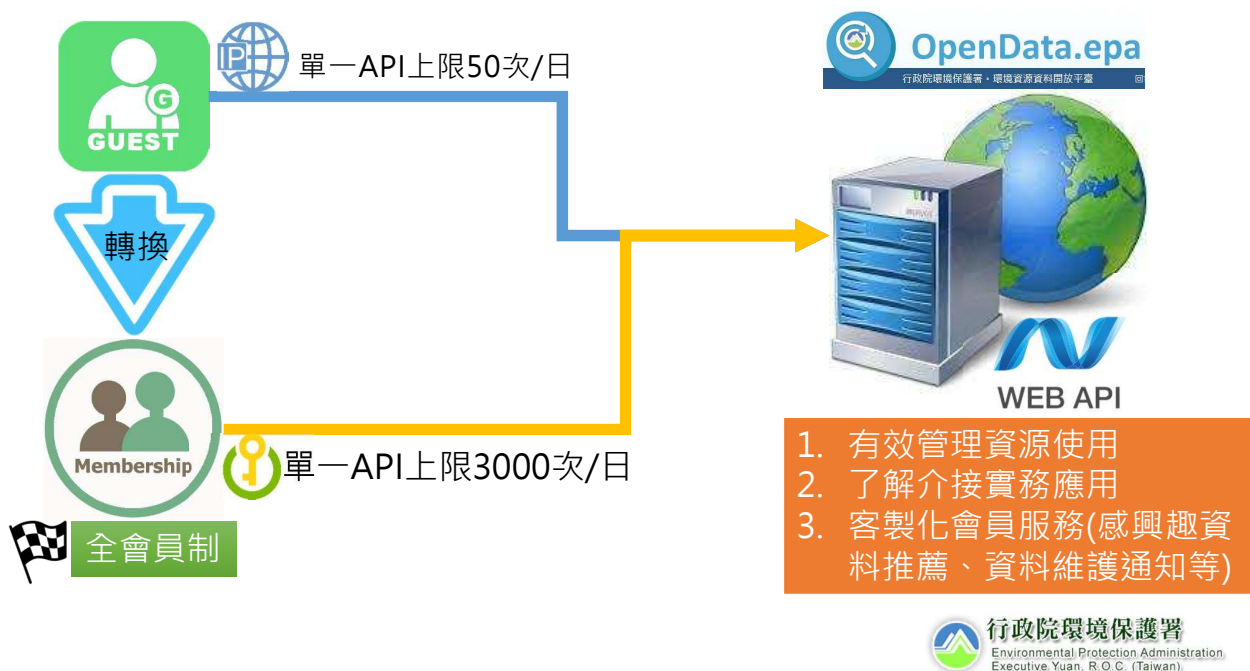 IP
單一API上限50次/日
G
GUEST
轉換
Membership
單一API上限3000次/日
全會員制
OpenData.epa
行政院環境保護署・環境資源資料開放平臺
WEB API
1. 有效管理資源使用
2. 了解介接實務應用
3. 客製化會員服務(感興趣資
料推薦、資料維護通知等)
行政院環境保護署
Environmental Protection Administration
Executive Yuan, R.O.C. (Taiwan)